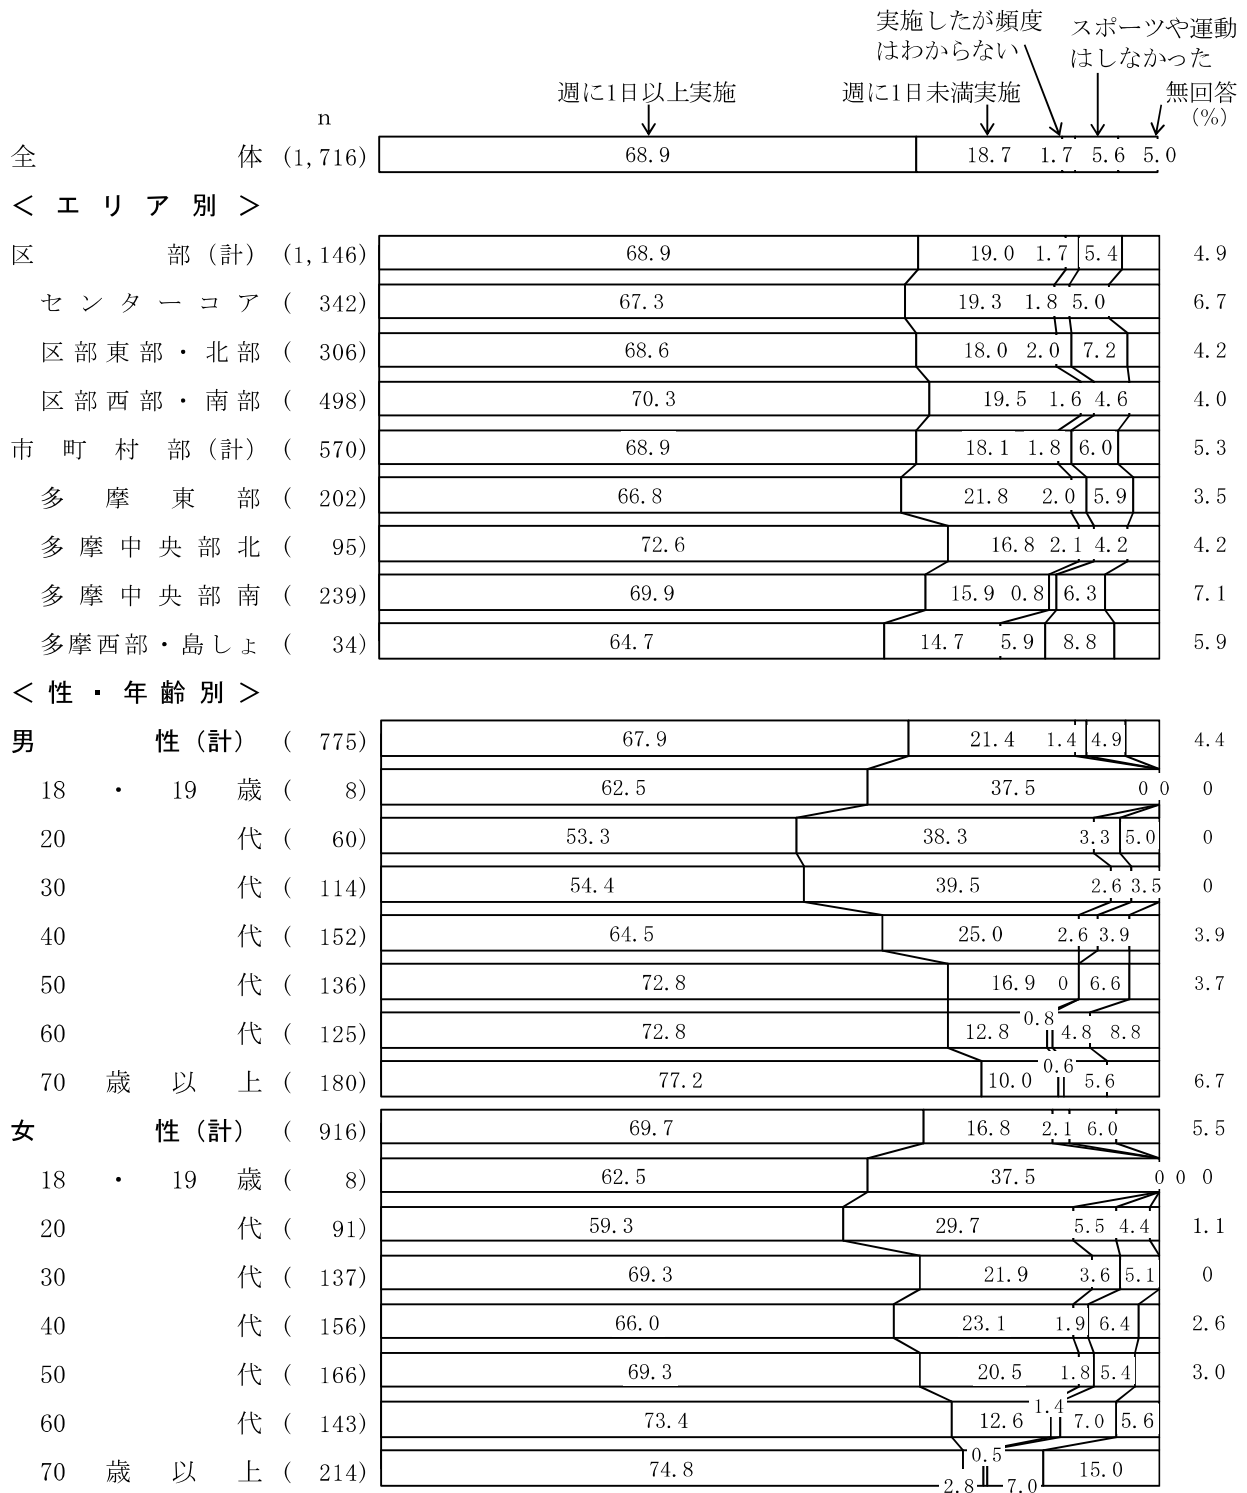 実施したが頻度
はわからない
スポーツや運動
はしなかった
週に1日以上実施
週に1日未満実施
無回答
n
(%)
全体 (1,716) 68.9 18.7 1.7 5.6 5.0
＜エリア別＞
区部(計) (1,146) 68.9 19.0 1.7 5.4 4.9
センターコア ( 342) 67.3 19.3 1.8 5.0 6.7
区部東部・北部 ( 306) 68.6 18.0 2.0 7.2 4.2
区部西部・南部 ( 498) 70.3 19.5 1.6 4.6 4.0
市町村部(計) ( 570) 68.9 18.1 1.8 6.0 5.3
多摩東部 ( 202) 66.8 21.8 2.0 5.9 3.5
多摩中央部北 ( 95) 72.6 16.8 2.1 4.2 4.2
多摩中央部南 ( 239) 69.9 15.9 0.8 6.3 7.1
多摩西部・島しょ ( 34) 64.7 14.7 5.9 8.8 5.9
＜性・年齢別＞
男性(計) ( 775) 67.9 21.4 1.4 4.9 4.4
18・19歳 ( 8) 62.5 37.5 0 0 0
20代 ( 60) 53.3 38.3 3.3 5.0 0
30代 ( 114) 54.4 39.5 2.6 3.5 0
40代 ( 152) 64.5 25.0 2.6 3.9 3.9
50代 ( 136) 72.8 16.9 0 6.6 3.7
60代 ( 125) 72.8 12.8 0.8 4.8 8.8
70歳以上 ( 180) 77.2 10.0 0.6 5.6 6.7
女性(計) ( 916) 69.7 16.8 2.1 6.0 5.5
18・19歳 ( 8) 62.5 37.5 0 0 0
20代 ( 91) 59.3 29.7 5.5 4.4 1.1
30代 ( 137) 69.3 21.9 3.6 5.1 0
40代 ( 156) 66.0 23.1 1.9 6.4 2.6
50代 ( 166) 69.3 20.5 1.8 5.4 3.0
60代 ( 143) 73.4 12.6 1.4 7.0 5.6
70歳以上 ( 214) 74.8 2.8 0.5 7.0 15.0